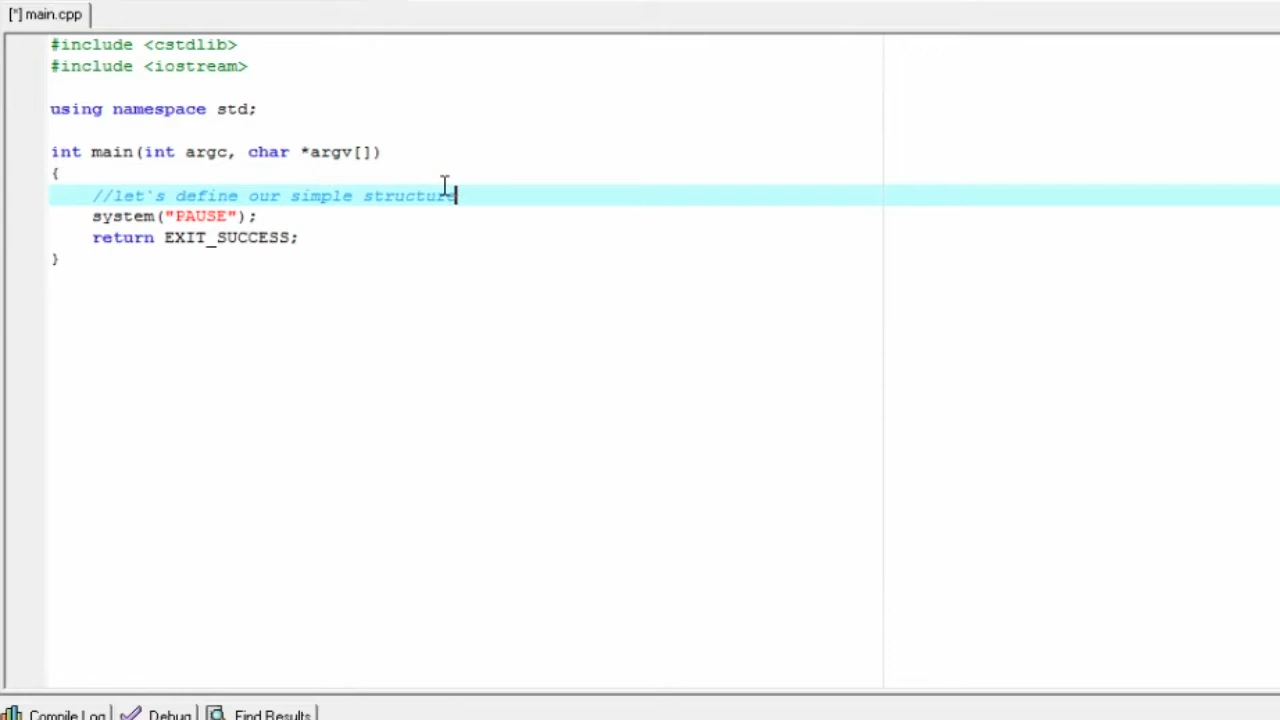 [*] main.cpp
#include <cstdlib>
#include <iostream>
using namespace std;
int main(int argc, char *argv[])
{
//let's define our simple structure
system("PAUSE");
return EXIT_SUCCESS;
}
Compile Log Debug Find Results